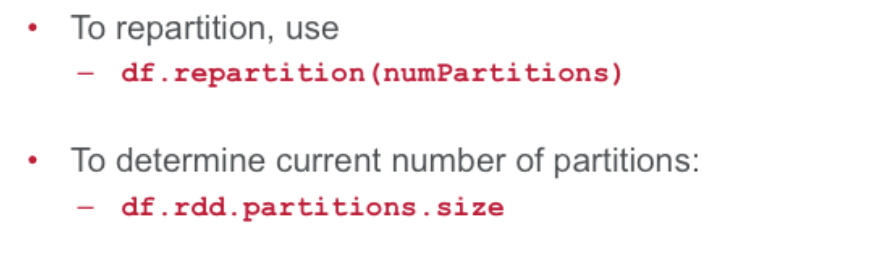 • To repartition, use
– df.repartition(numPartitions)
• To determine current number of partitions:
– df.rdd.partitions.size